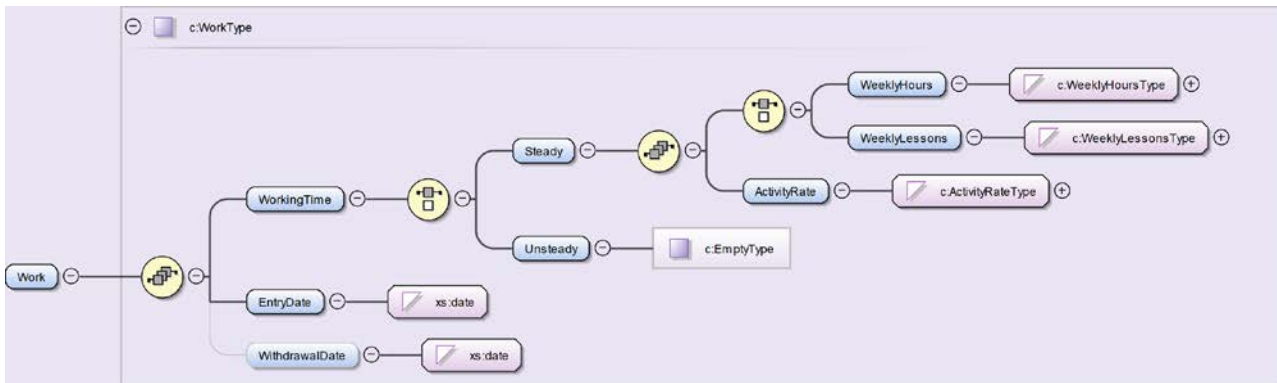 c:WorkType
WeeklyHours c:WeeklyHoursType
WeeklyLessons c:WeeklyLessonsType
Steady
ActivityRate c:ActivityRateType
WorkingTime
Unsteady c:EmptyType
Work
EntryDate xs:date
WithdrawalDate xs:date